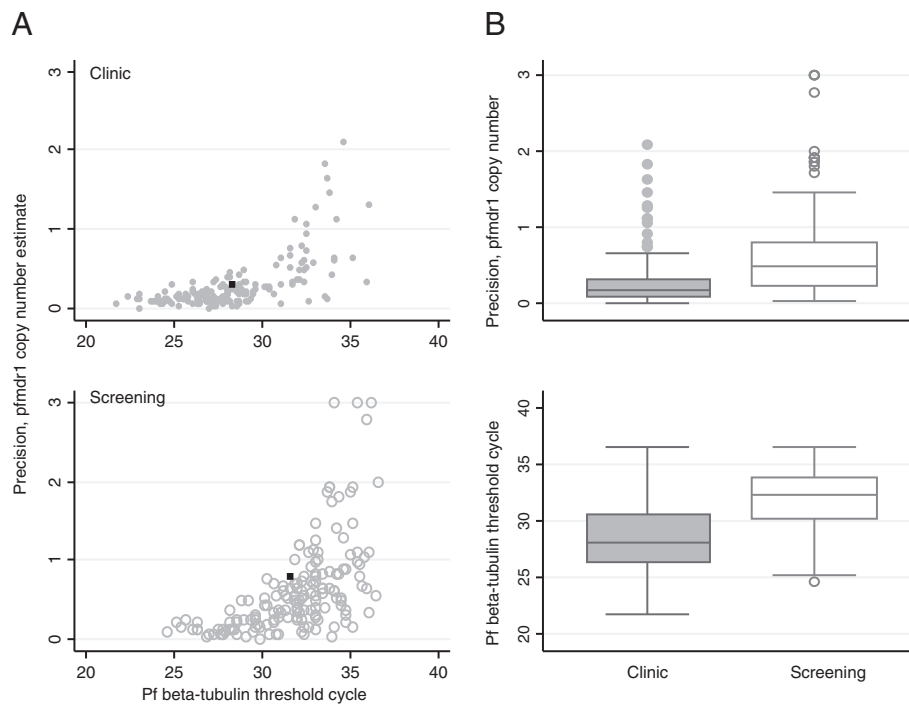 A
Precision, pfmdr1 copy number estimate
Clinic
3
2
1
0
20 25 30 35 40
Screening
3
2
1
0
20 25 30 35 40
Pf beta-tubulin threshold cycle
B
Precision, pfmdr1 copy number
3
2
1
0
Pf beta-tubulin threshold cycle
40
35
30
25
20
Clinic Screening